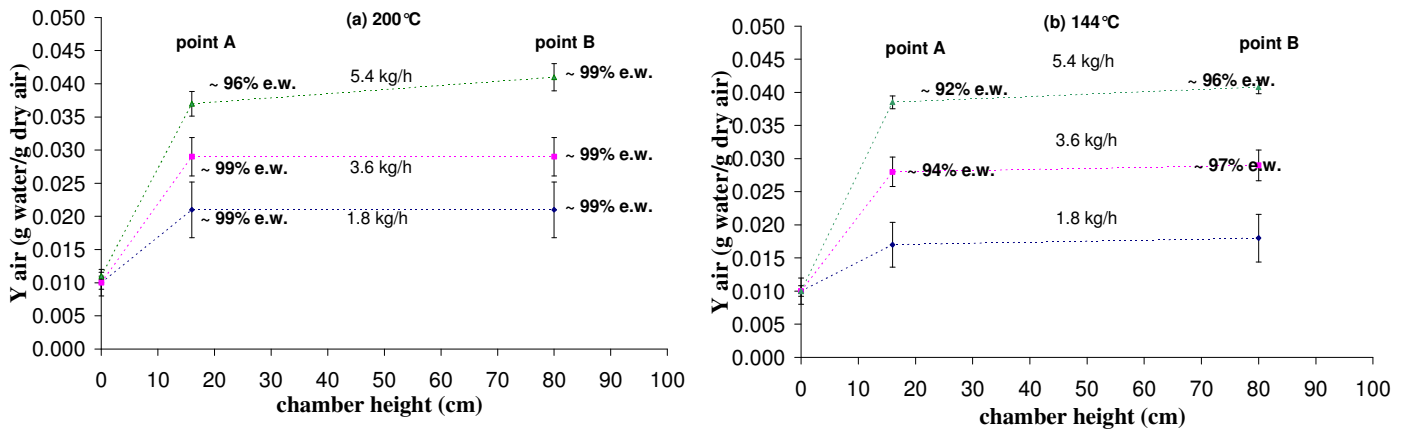 (a) 200°C
point A
point B
~ 96% e.w.
5.4 kg/h
~ 99% e.w.
~ 99% e.w.
3.6 kg/h
~ 99% e.w.
~ 99% e.w.
1.8 kg/h
~ 99% e.w.
0.050
0.045
0.040
0.035
0.030
0.025
0.020
0.015
0.010
0.005
0.000
Y air (g water/g dry air)
0 10 20 30 40 50 60 70 80 90 100
chamber height (cm)
(b) 144°C
point A
point B
5.4 kg/h
~ 92% e.w.
~ 96% e.w.
3.6 kg/h
~ 94% e.w.
~ 97% e.w.
1.8 kg/h
0.050
0.045
0.040
0.035
0.030
0.025
0.020
0.015
0.010
0.005
0.000
Y air (g water/g dry air)
0 10 20 30 40 50 60 70 80 90 100
chamber height (cm)